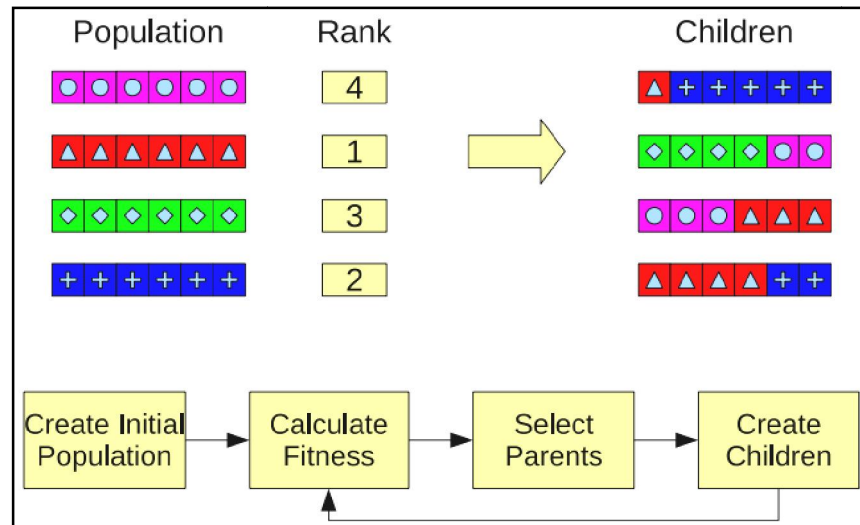 Population Rank Children
4
1
3
2
Create Initial
Population
Calculate
Fitness
Select
Parents
Create
Children